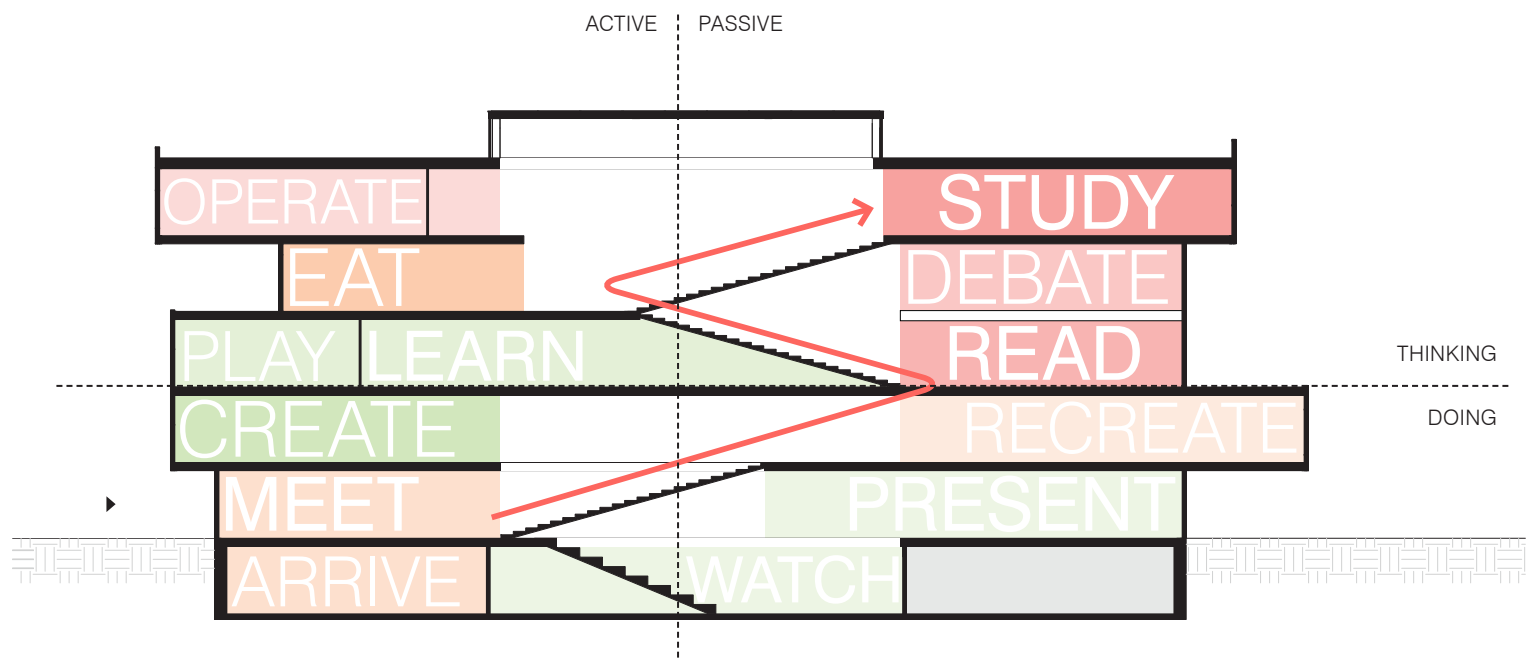 ACTIVE PASSIVE
OPERATE STUDY
EAT DEBATE
PLAY LEARN READ
THINKING
CREATE RECREATE
DOING
MEET PRESENT
ARRIVE WATCH